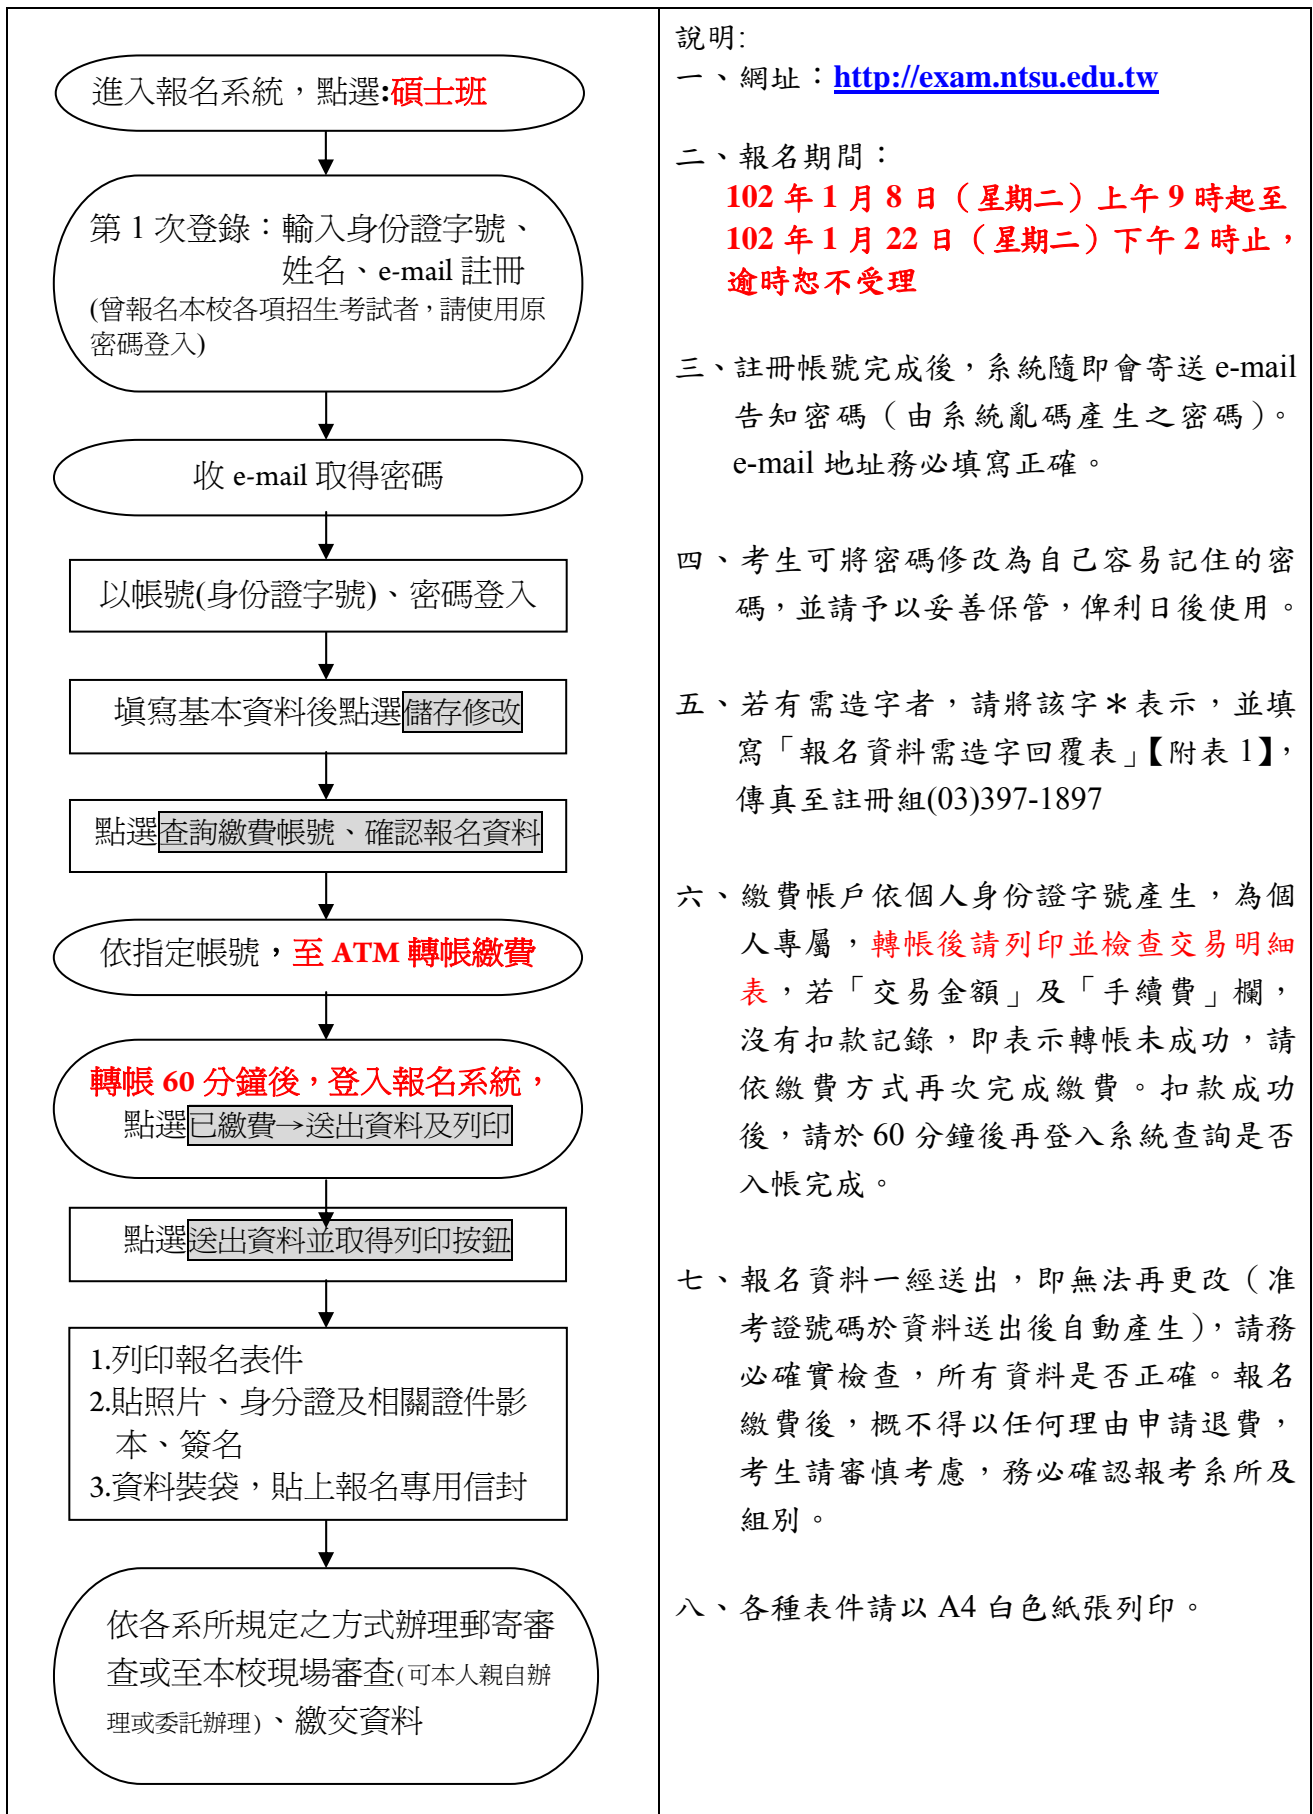 進入報名系統，點選:碩士班
第 1 次登錄：輸入身份證字號、
姓名、e-mail 註冊
(曾報名本校各項招生考試者，請使用原
密碼登入)
收 e-mail 取得密碼
以帳號(身份證字號)、密碼登入
填寫基本資料後點選儲存修改
點選查詢繳費帳號、確認報名資料
依指定帳號，至 ATM 轉帳繳費
轉帳 60 分鐘後，登入報名系統，
點選已繳費→送出資料及列印
點選送出資料並取得列印按鈕
1.列印報名表件
2.貼照片、身分證及相關證件影
本、簽名
3.資料裝袋，貼上報名專用信封
依各系所規定之方式辦理郵寄審
查或至本校現場審查(可本人親自辦
理或委託辦理)、繳交資料
說明:
一、網址：http://exam.ntsu.edu.tw
二、報名期間：
102 年 1 月 8 日（星期二）上午 9 時起至
102 年 1 月 22 日（星期二）下午 2 時止，
逾時恕不受理
三、註冊帳號完成後，系統隨即會寄送 e-mail
告知密碼（由系統亂碼產生之密碼）。
e-mail 地址務必填寫正確。
四、考生可將密碼修改為自己容易記住的密
碼，並請予以妥善保管，俾利日後使用。
五、若有需造字者，請將該字＊表示，並填
寫「報名資料需造字回覆表」【附表 1】，
傳真至註冊組(03)397-1897
六、繳費帳戶依個人身份證字號產生，為個
人專屬，轉帳後請列印並檢查交易明細
表，若「交易金額」及「手續費」欄，
沒有扣款記錄，即表示轉帳未成功，請
依繳費方式再次完成繳費。扣款成功
後，請於 60 分鐘後再登入系統查詢是否
入帳完成。
七、報名資料一經送出，即無法再更改（准
考證號碼於資料送出後自動產生），請務
必確實檢查，所有資料是否正確。報名
繳費後，概不得以任何理由申請退費，
考生請審慎考慮，務必確認報考系所及
組別。
八、各種表件請以 A4 白色紙張列印。